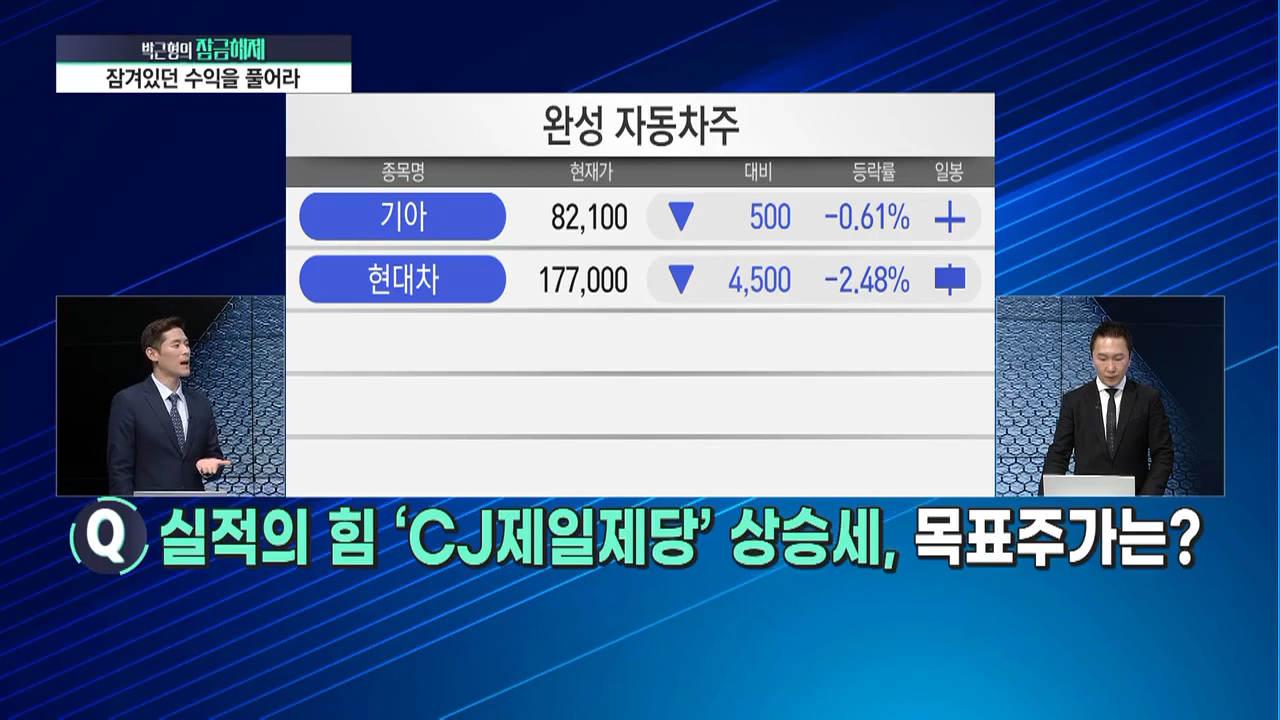 박근형의 잠금해제
잠겨있던 수익을 풀어라
완성 자동차주
종목명 현재가 대비 등락률 일봉
기아 82,100 ▼ 500 -0.61%
현대차 177,000 ▼ 4,500 -2.48%
Q 실적의 힘 ‘CJ제일제당’ 상승세, 목표주가는?